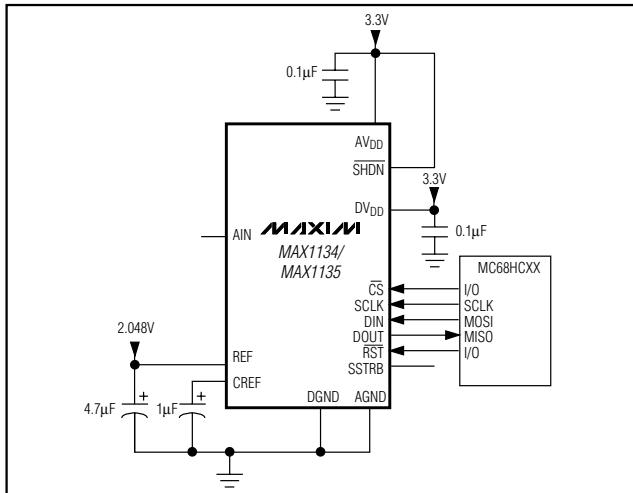 3.3V
0.1µF
AVDD
SHDN
3.3V
DVDD
AIN
MAXIM
MAX1134/
MAX1135
0.1µF
MC68HCXX
CS
I/O
SCLK
SCLK
DIN
MOSI
DOUT
MISO
RST
I/O
SSTRB
2.048V
REF
CREF
4.7µF
+
1µF
+
DGND
AGND